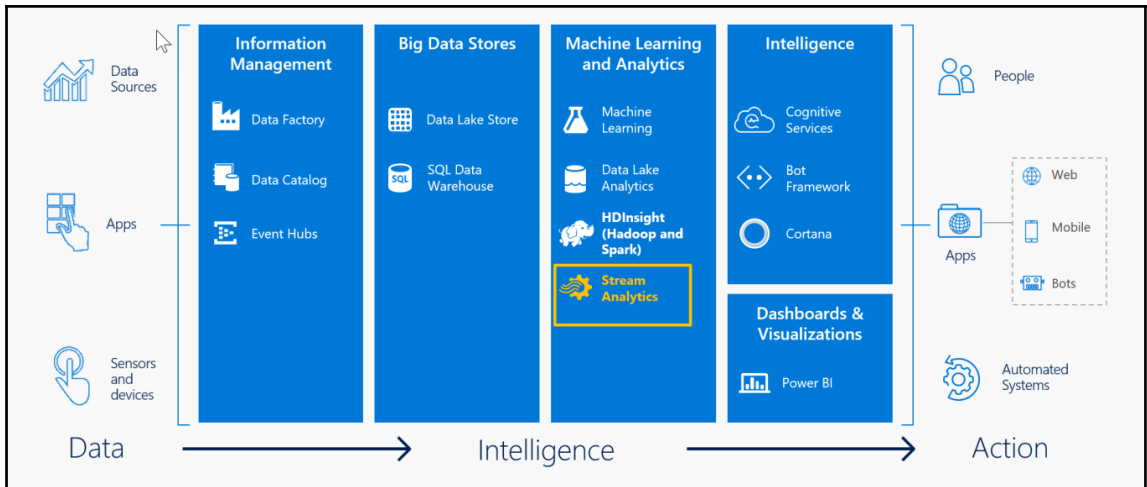 Data
Sources
Apps
Sensors
and
devices
Information
Management
Data Factory
Data Catalog
Event Hubs
Big Data Stores
Data Lake Store
SQL
SQL Data
Warehouse
Machine Learning
and Analytics
Machine
Learning
Data Lake
Analytics
HDInsight
(Hadoop and
Spark)
Stream
Analytics
Intelligence
Cognitive
Services
Bot
Framework
Cortana
Dashboards &
Visualizations
Power BI
People
Apps
Web
Mobile
Bots
Automated
Systems
Data
Intelligence
Action